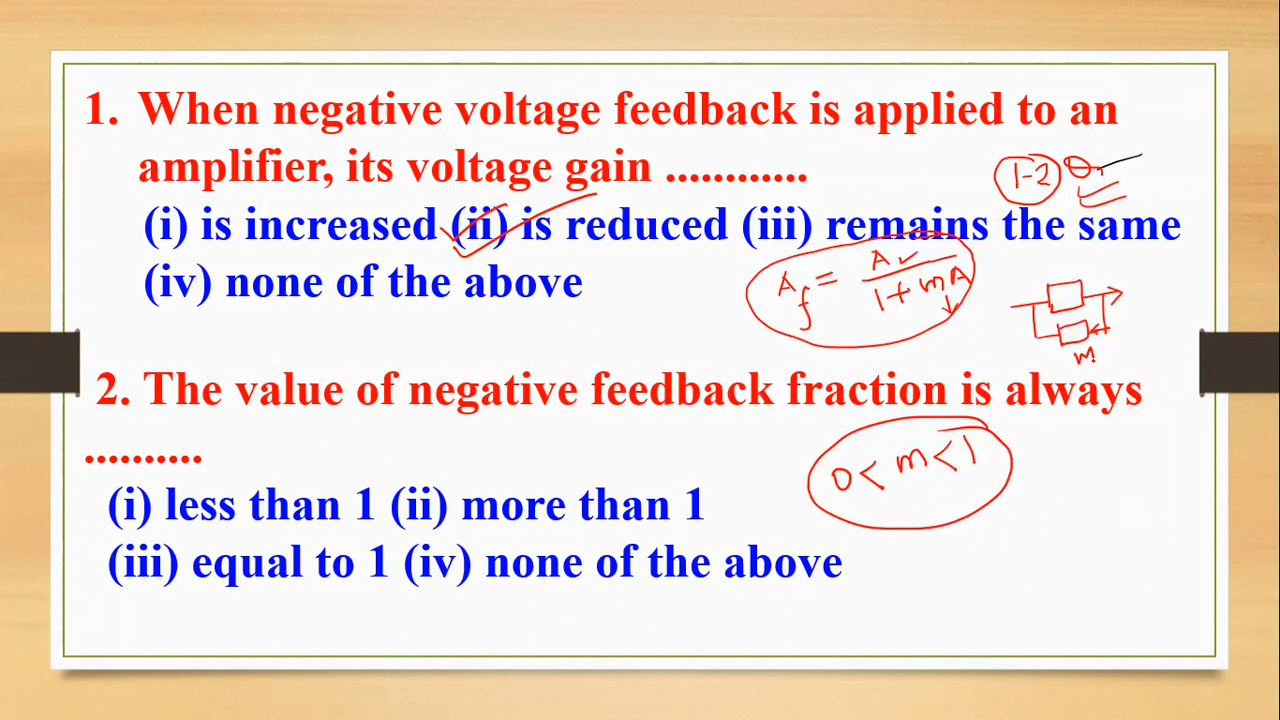 1. When negative voltage feedback is applied to an
amplifier, its voltage gain ............
(i) is increased (ii) is reduced (iii) remains the same
(iv) none of the above
1-2
A_f = A_v / 1 + mA
m
2. The value of negative feedback fraction is always
..........
0 < m < 1
(i) less than 1 (ii) more than 1
(iii) equal to 1 (iv) none of the above